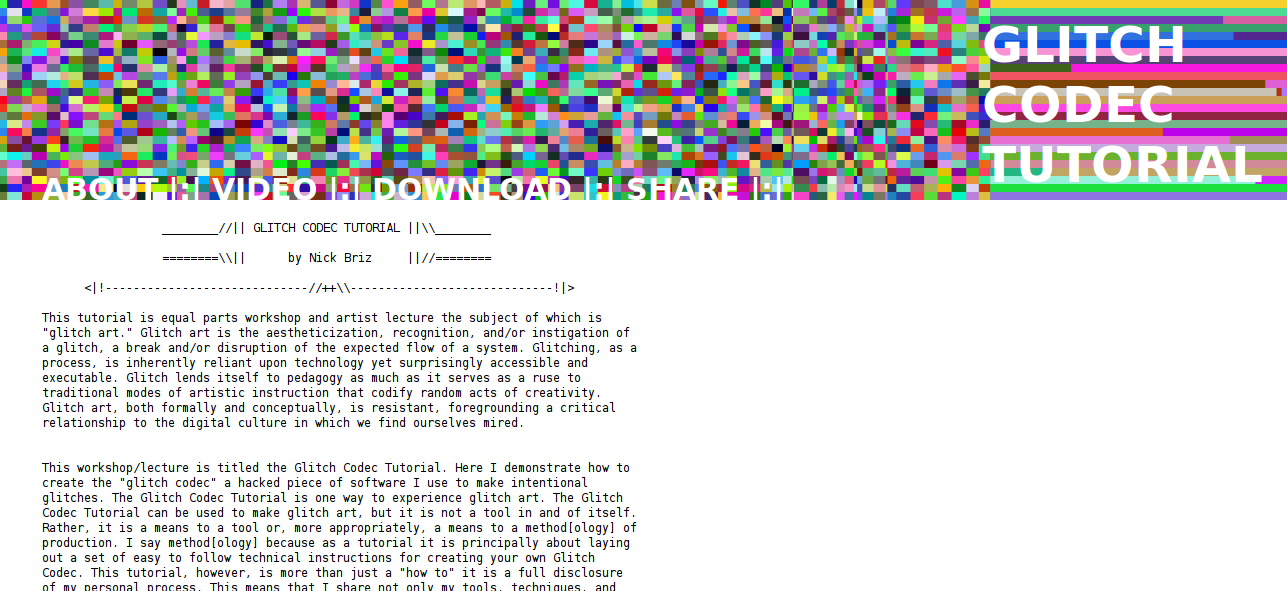 GLITCH
CODEC
TUTORIAL
ABOUT |:| VIDEO |:| DOWNLOAD |:| SHARE |:|
________//|| GLITCH CODEC TUTORIAL ||\\________
========\\||      by Nick Briz     ||//========
<|!-----------------------------//++\\-----------------------------!|>
This tutorial is equal parts workshop and artist lecture the subject of which is
"glitch art." Glitch art is the aestheticization, recognition, and/or instigation of
a glitch, a break and/or disruption of the expected flow of a system. Glitching, as a
process, is inherently reliant upon technology yet surprisingly accessible and
executable. Glitch lends itself to pedagogy as much as it serves as a ruse to
traditional modes of artistic instruction that codify random acts of creativity.
Glitch art, both formally and conceptually, is resistant, foregrounding a critical
relationship to the digital culture in which we find ourselves mired.
This workshop/lecture is titled the Glitch Codec Tutorial. Here I demonstrate how to
create the "glitch codec" a hacked piece of software I use to make intentional
glitches. The Glitch Codec Tutorial is one way to experience glitch art. The Glitch
Codec Tutorial can be used to make glitch art, but it is not a tool in and of itself.
Rather, it is a means to a tool or, more appropriately, a means to a method[ology] of
production. I say method[ology] because as a tutorial it is principally about laying
out a set of easy to follow technical instructions for creating your own Glitch
Codec. This tutorial, however, is more than just a "how to" it is a full disclosure
of my personal process. This means that I share not only my tools, techniques, and